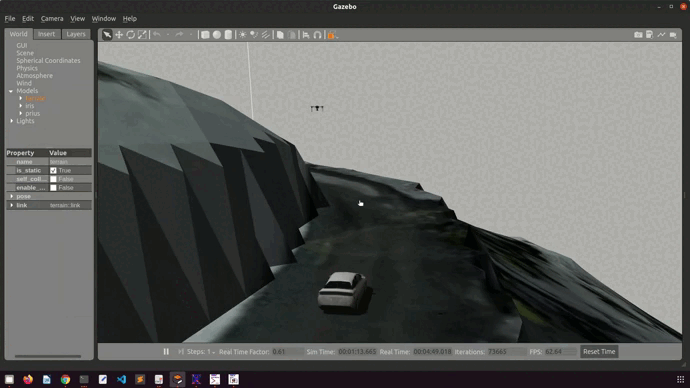 Gazebo
File Edit Camera View Window Help
World Insert Layers
GUI
Scene
Spherical Coordinates
Physics
Atmosphere
Wind
Models
iris
prius
Lights
Property Value
name terrain
is_static True
self_coll... False
enable_... False
pose
link terrain::link
Steps: 1 Real Time Factor: 0.61 Sim Time: 00:01:13.665 Real Time: 00:04:49.018 Iterations: 73665 FPS: 62.64 Reset Time